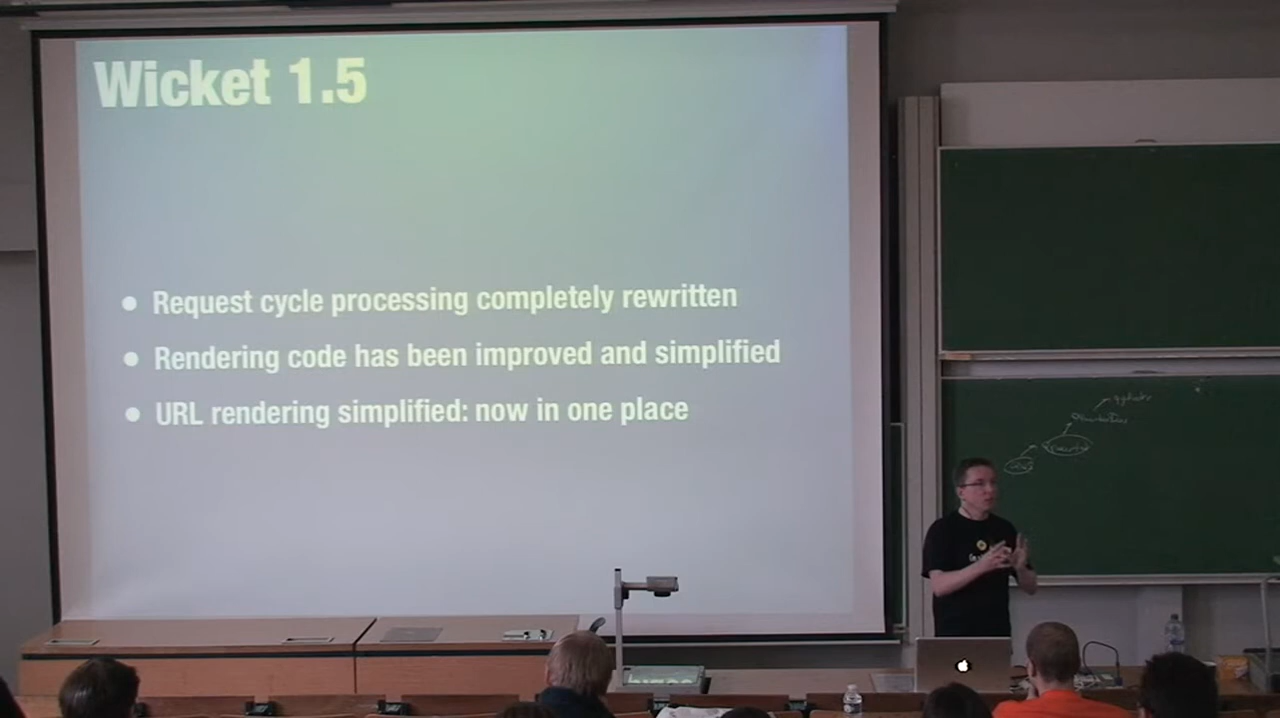 Wicket 1.5
• Request cycle processing completely rewritten
• Rendering code has been improved and simplified
• URL rendering simplified: now in one place